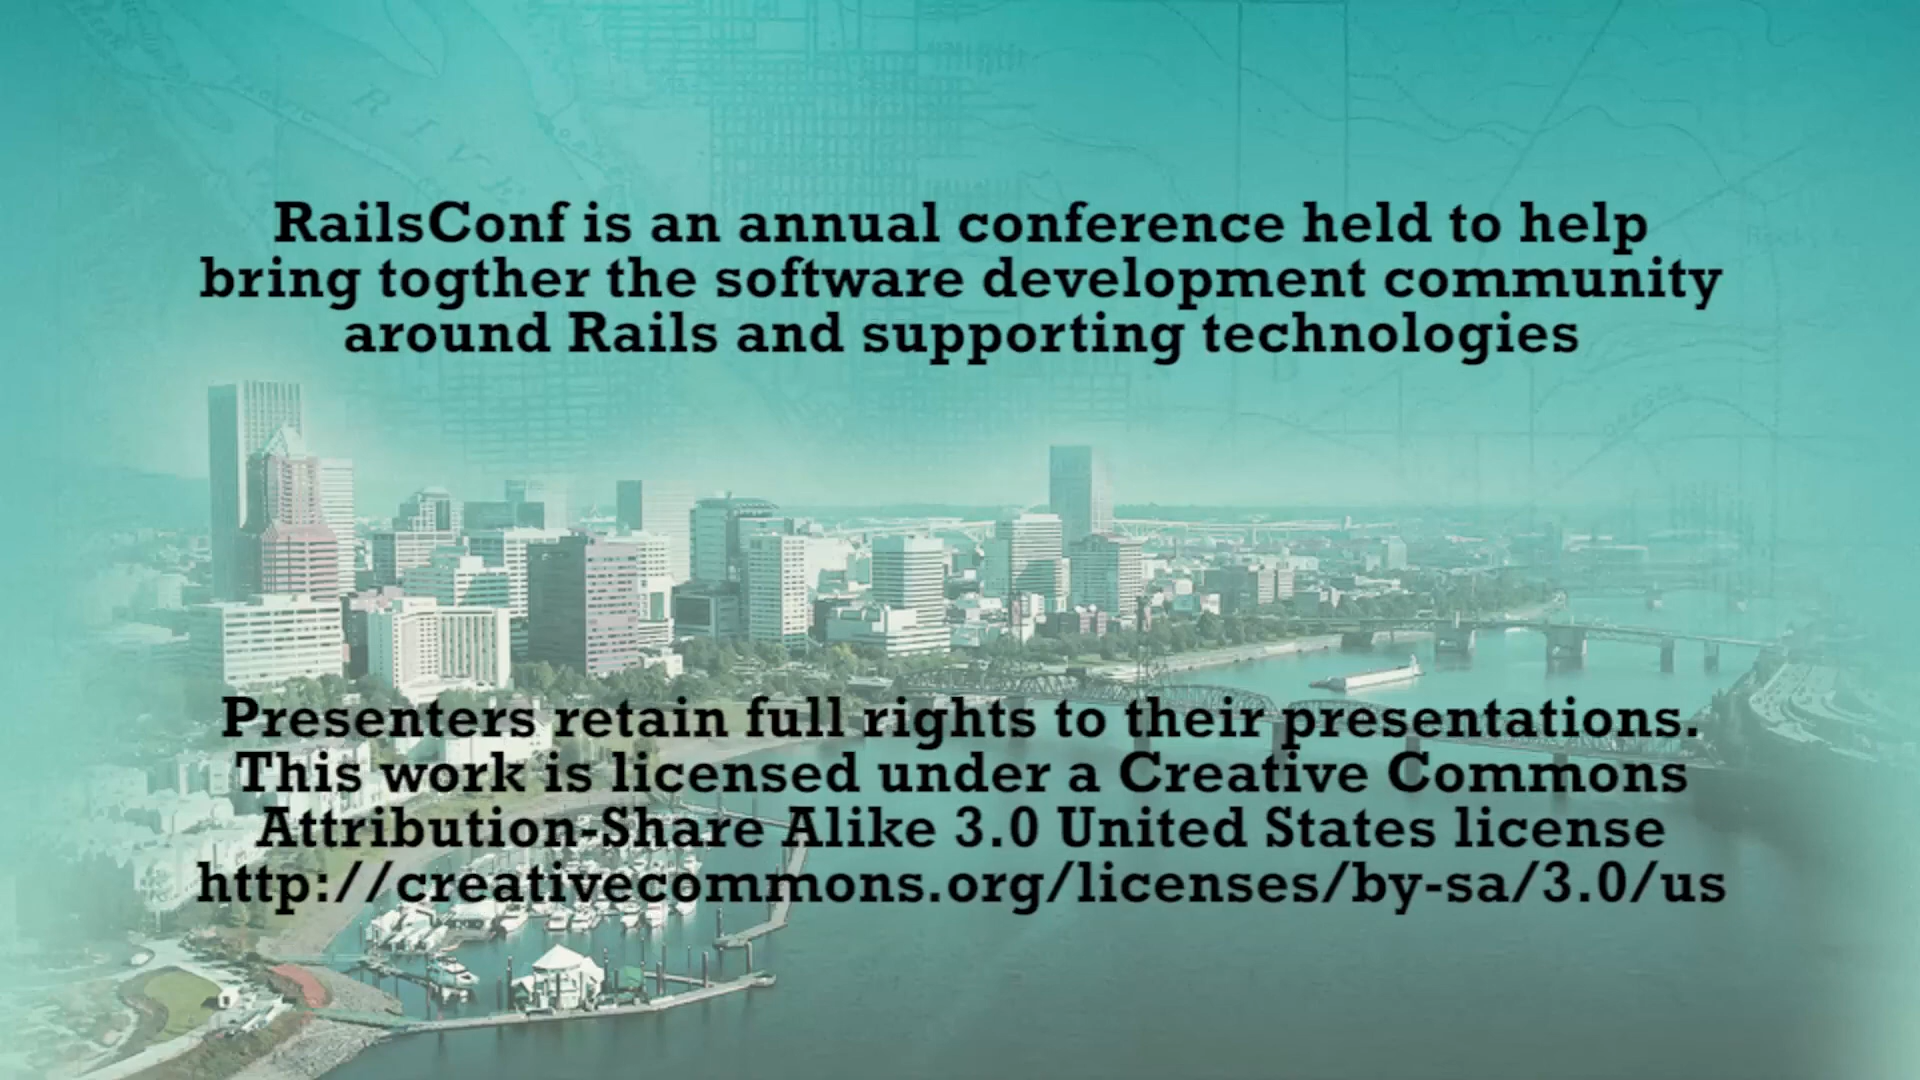 RailsConf is an annual conference held to help
bring togther the software development community
around Rails and supporting technologies
Presenters retain full rights to their presentations.
This work is licensed under a Creative Commons
Attribution-Share Alike 3.0 United States license
http://creativecommons.org/licenses/by-sa/3.0/us